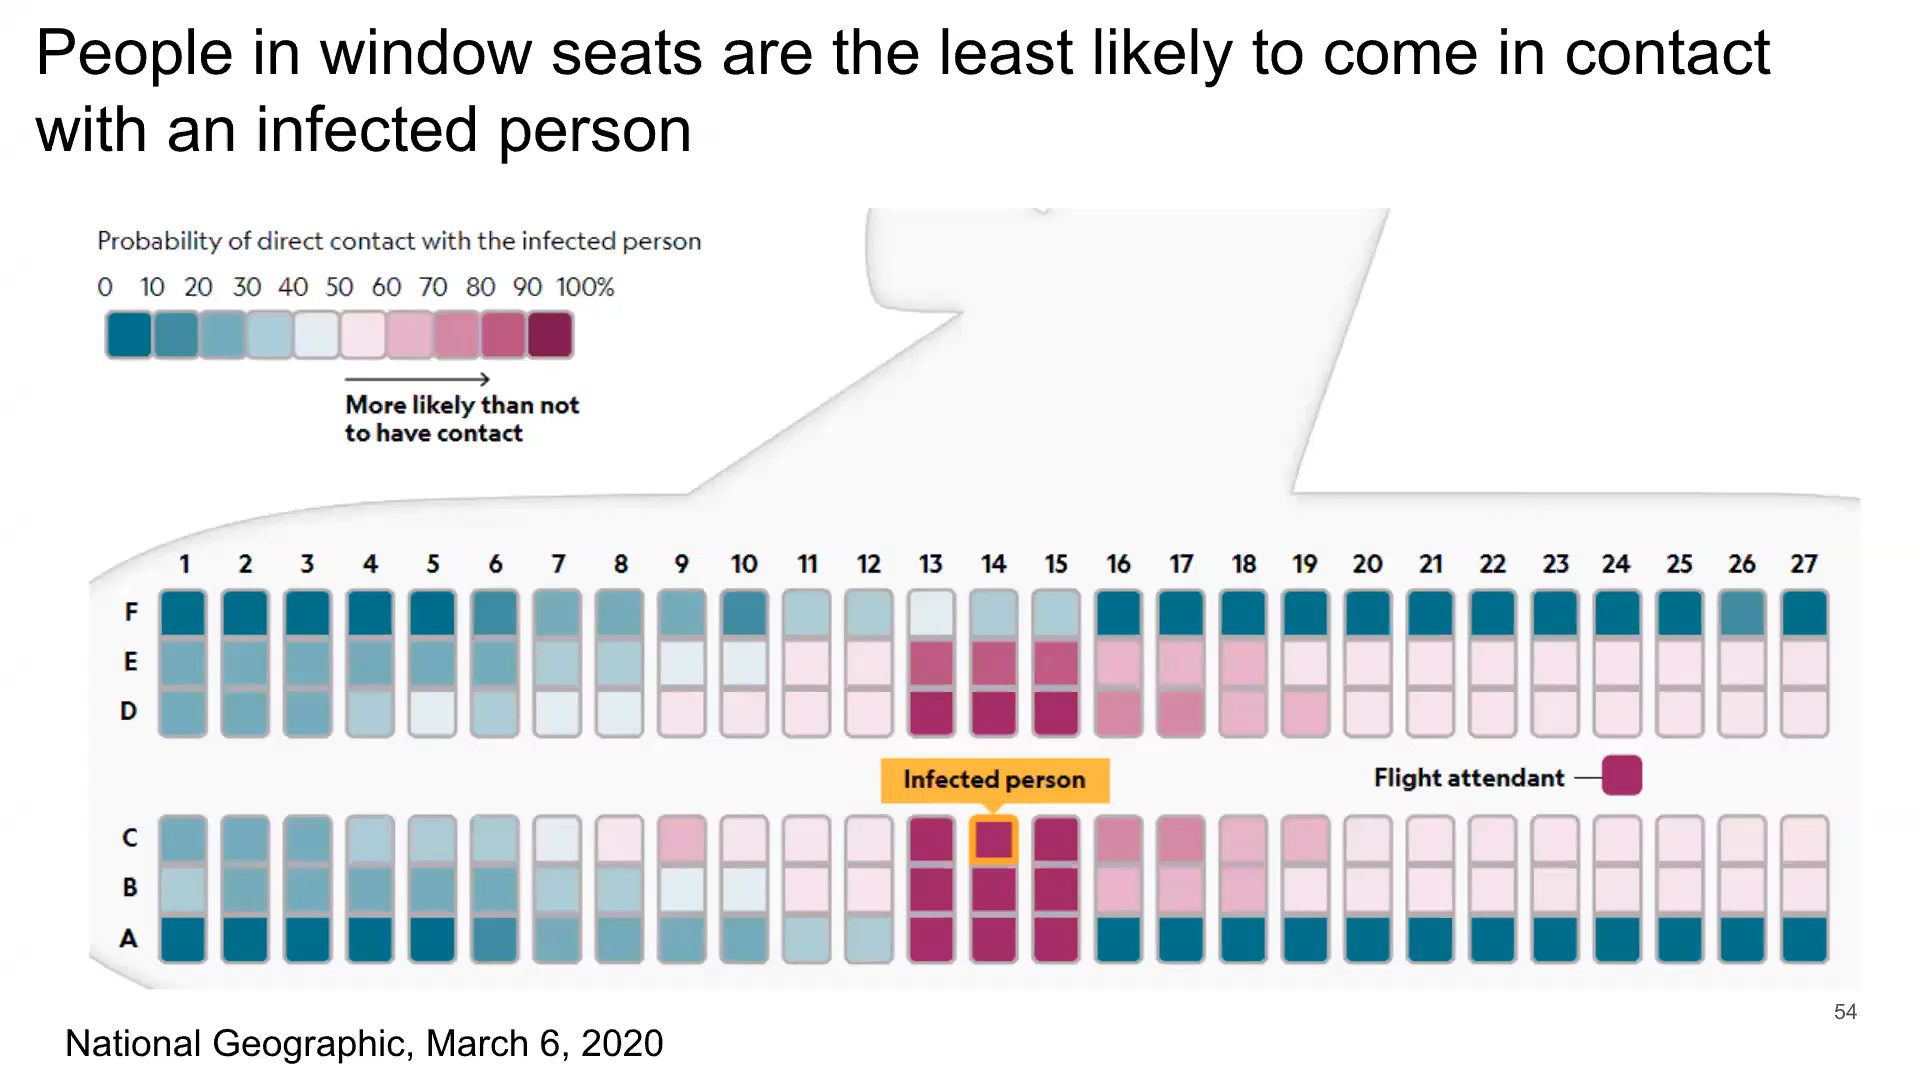 People in window seats are the least likely to come in contact
with an infected person
Probability of direct contact with the infected person
0 10 20 30 40 50 60 70 80 90 100%
More likely than not
to have contact
1 2 3 4 5 6 7 8 9 10 11 12 13 14 15 16 17 18 19 20 21 22 23 24 25 26 27
F
E
D
Infected person
Flight attendant
C
B
A
54
National Geographic, March 6, 2020